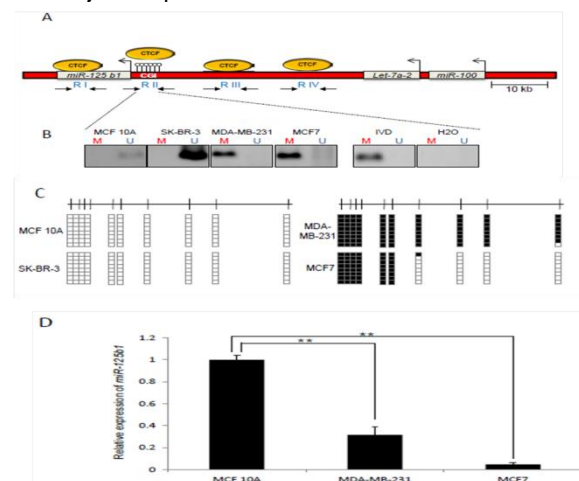 A
CTCF CTCF CTCF CTCF
miR-125 b1 CGI Let-7a-2 miR-100
R I R II R III R IV
10 kb
B
MCF 10A SK-BR-3 MDA-MB-231 MCF7 IVD H2O
M U M U M U M U M U M U
C
MCF 10A
SK-BR-3
MDA-
MB-231
MCF7
D
Relative expression of miR-125b1
1.2
1
0.8
0.6
0.4
0.2
0
**
**
MCF 10A MDA-MB-231 MCF7